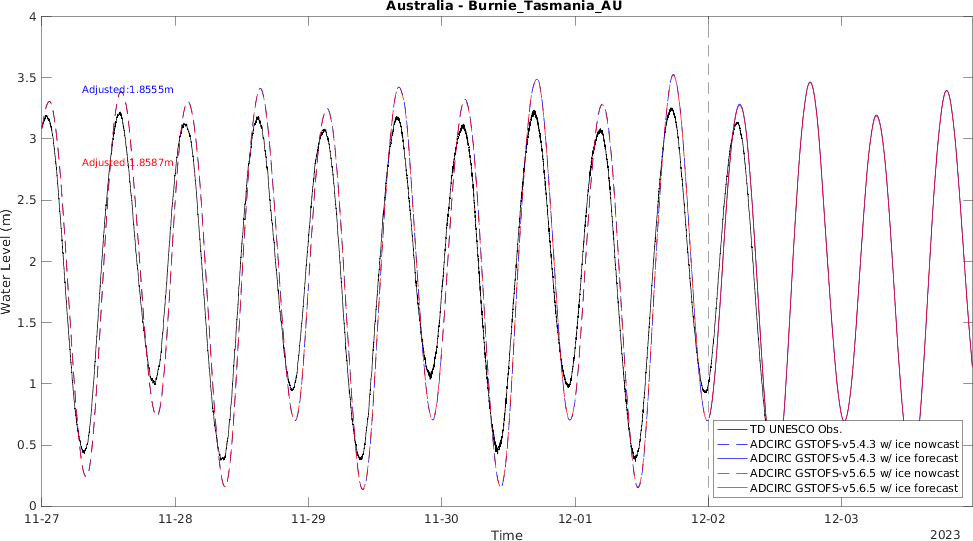 Australia - Burnie_Tasmania_AU
4
3.5
3
2.5
2
1.5
1
0.5
0
Water Level (m)
Adjusted:1.8555m
Adjusted:1.8587m
TD UNESCO Obs.
ADCIRC GSTOFS-v5.4.3 w/ ice nowcast
ADCIRC GSTOFS-v5.4.3 w/ ice forecast
ADCIRC GSTOFS-v5.6.5 w/ ice nowcast
ADCIRC GSTOFS-v5.6.5 w/ ice forecast
11-27 11-28 11-29 11-30 12-01 12-02 12-03
Time
2023